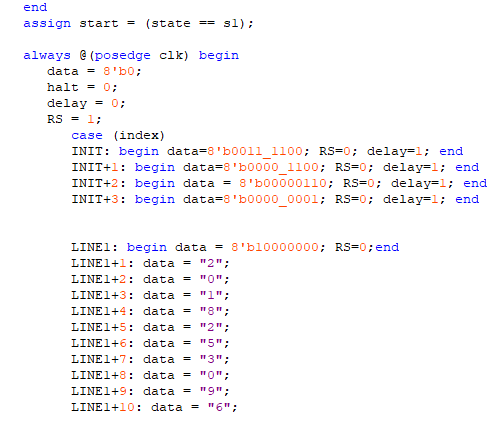 end
assign start = (state == s1);
always @(posedge clk) begin
data = 8'b0;
halt = 0;
delay = 0;
RS = 1;
case (index)
INIT: begin data=8'b0011_1100; RS=0; delay=1; end
INIT+1: begin data=8'b0000_1100; RS=0; delay=1; end
INIT+2: begin data = 8'b00000110; RS=0; delay=1; end
INIT+3: begin data=8'b0000_0001; RS=0; delay=1; end
LINE1: begin data = 8'b10000000; RS=0;end
LINE1+1: data = "2";
LINE1+2: data = "0";
LINE1+3: data = "1";
LINE1+4: data = "8";
LINE1+5: data = "2";
LINE1+6: data = "5";
LINE1+7: data = "3";
LINE1+8: data = "0";
LINE1+9: data = "9";
LINE1+10: data = "6";